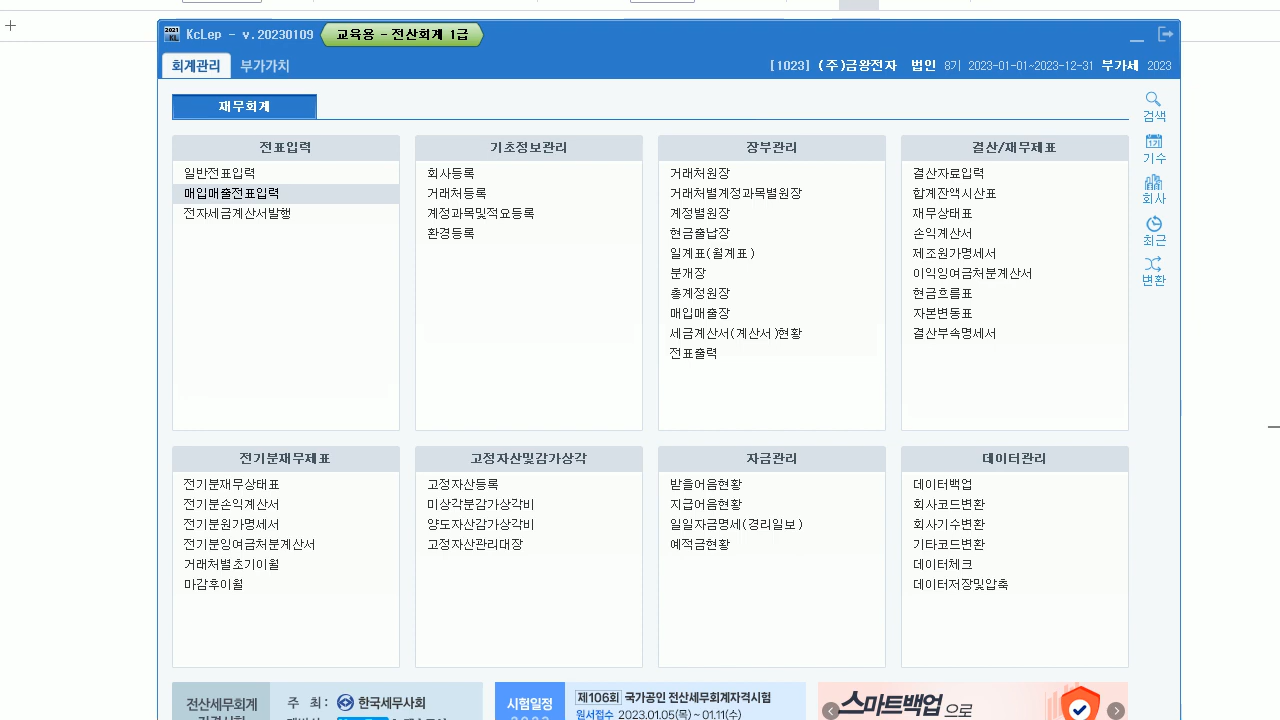 2021 KL KcLep - v.20230109 교육용 - 전산회계 1급
회계관리 부가가치 [1023] (주)금왕전자 법인 8기 2023-01-01~2023-12-31 부가세 2023
재무회계
검색
기수
회사
최근
변환
전표입력
일반전표입력
매입매출전표입력
전자세금계산서발행
기초정보관리
회사등록
거래처등록
계정과목및적요등록
환경등록
장부관리
거래처원장
거래처별계정과목별원장
계정별원장
현금출납장
일계표(월계표)
분개장
총계정원장
매입매출장
세금계산서(계산서)현황
전표출력
결산/재무제표
결산자료입력
합계잔액시산표
재무상태표
손익계산서
제조원가명세서
이익잉여금처분계산서
현금흐름표
자본변동표
결산부속명세서
전기분재무제표
전기분재무상태표
전기분손익계산서
전기분원가명세서
전기분잉여금처분계산서
거래처별초기이월
마감후이월
고정자산및감가상각
고정자산등록
미상각분감가상각비
양도자산감가상각비
고정자산관리대장
자금관리
받을어음현황
지급어음현황
일일자금명세(경리일보)
예적금현황
데이터관리
데이터백업
회사코드변환
회사기수변환
기타코드변환
데이터체크
데이터저장및압축
전산세무회계
주 최: 한국세무사회
시험일정
2023
제106회 국가공인 전산세무회계자격시험
원서접수 2023.01.05(목) ~ 01.11(수)
스마트백업 으로